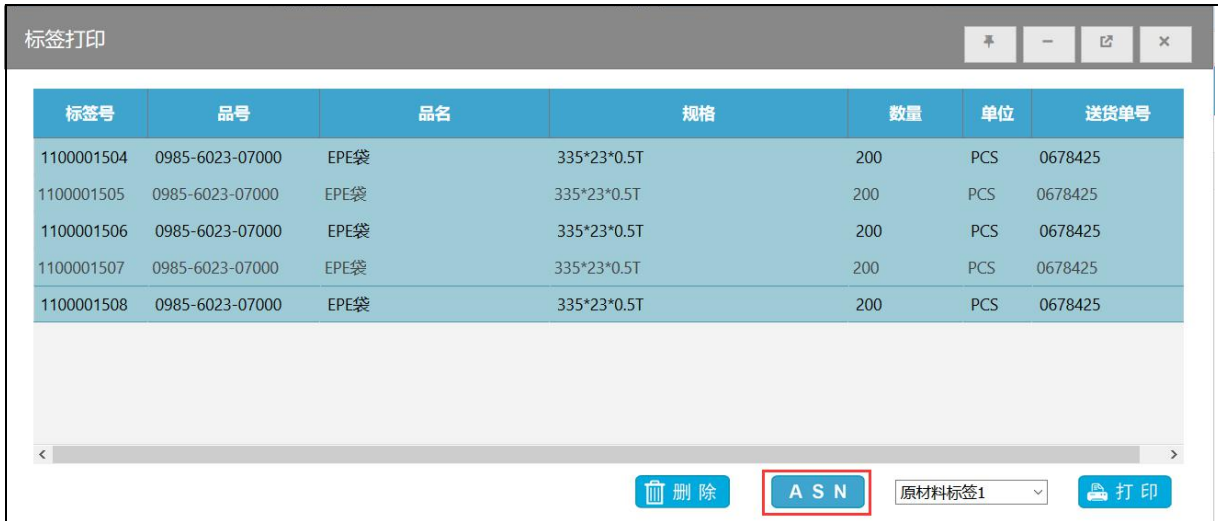 标签打印
标签号 品号 品名 规格 数量 单位 送货单号
1100001504 0985-6023-07000 EPE袋 335*23*0.5T 200 PCS 0678425
1100001505 0985-6023-07000 EPE袋 335*23*0.5T 200 PCS 0678425
1100001506 0985-6023-07000 EPE袋 335*23*0.5T 200 PCS 0678425
1100001507 0985-6023-07000 EPE袋 335*23*0.5T 200 PCS 0678425
1100001508 0985-6023-07000 EPE袋 335*23*0.5T 200 PCS 0678425
删除 ASN 原材料标签1 打印